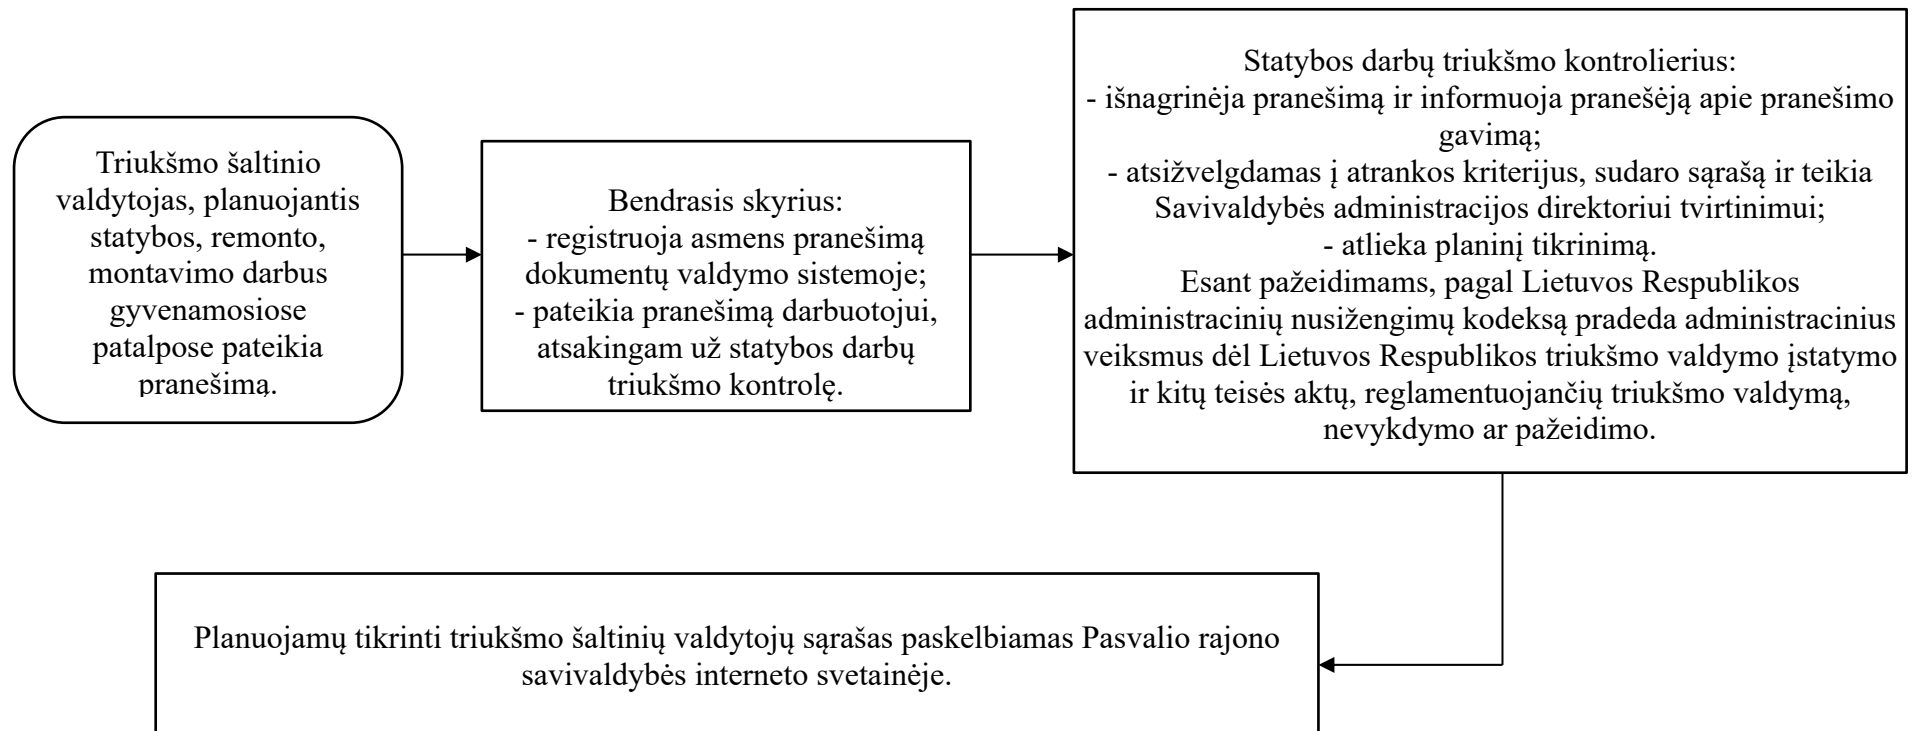 Triukšmo šaltinio
valdytojas, planuojantis
statybos, remonto,
montavimo darbus
gyvenamosiose
patalpose pateikia
pranešimą.
Bendrasis skyrius:
- registruoja asmens pranešimą
dokumentų valdymo sistemoje;
- pateikia pranešimą darbuotojui,
atsakingam už statybos darbų
triukšmo kontrolę.
Statybos darbų triukšmo kontrolierius:
- išnagrinėja pranešimą ir informuoja pranešėją apie pranešimo
gavimą;
- atsižvelgdamas į atrankos kriterijus, sudaro sąrašą ir teikia
Savivaldybės administracijos direktoriui tvirtinimui;
- atlieka planinį tikrinimą.
Esant pažeidimams, pagal Lietuvos Respublikos
administracinių nusižengimų kodeksą pradeda administracinius
veiksmus dėl Lietuvos Respublikos triukšmo valdymo įstatymo
ir kitų teisės aktų, reglamentuojančių triukšmo valdymą,
nevykdymo ar pažeidimo.
Planuojamų tikrinti triukšmo šaltinių valdytojų sąrašas paskelbiamas Pasvalio rajono
savivaldybės interneto svetainėje.